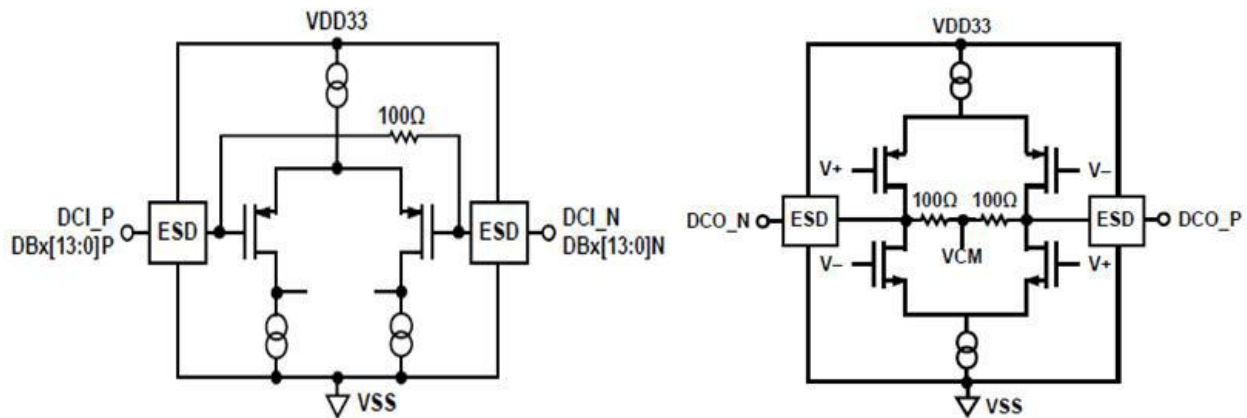 VDD33
100Ω
DCI_P
DBx[13:0]P
ESD
ESD
DCI_N
DBx[13:0]N
VSS
VDD33
V+
V–
DCO_N
ESD
100Ω
100Ω
ESD
DCO_P
VCM
V–
V+
VSS